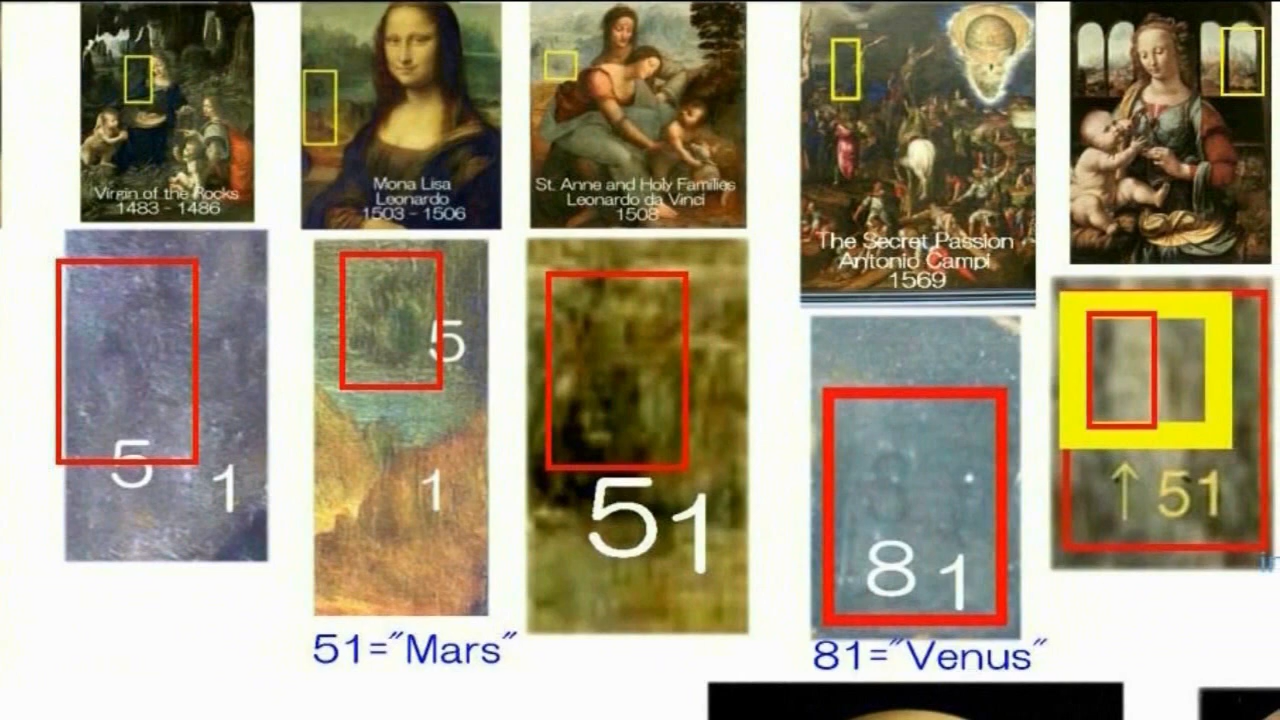 Virgin of the Rocks
1483 - 1486
Mona Lisa
Leonardo
1503 - 1506
St. Anne and Holy Families
Leonardo da Vinci
1508
The Secret Passion
Antonio Campi
1569
5
1
5
1
51
81
↑ 51
51="Mars"
81="Venus"